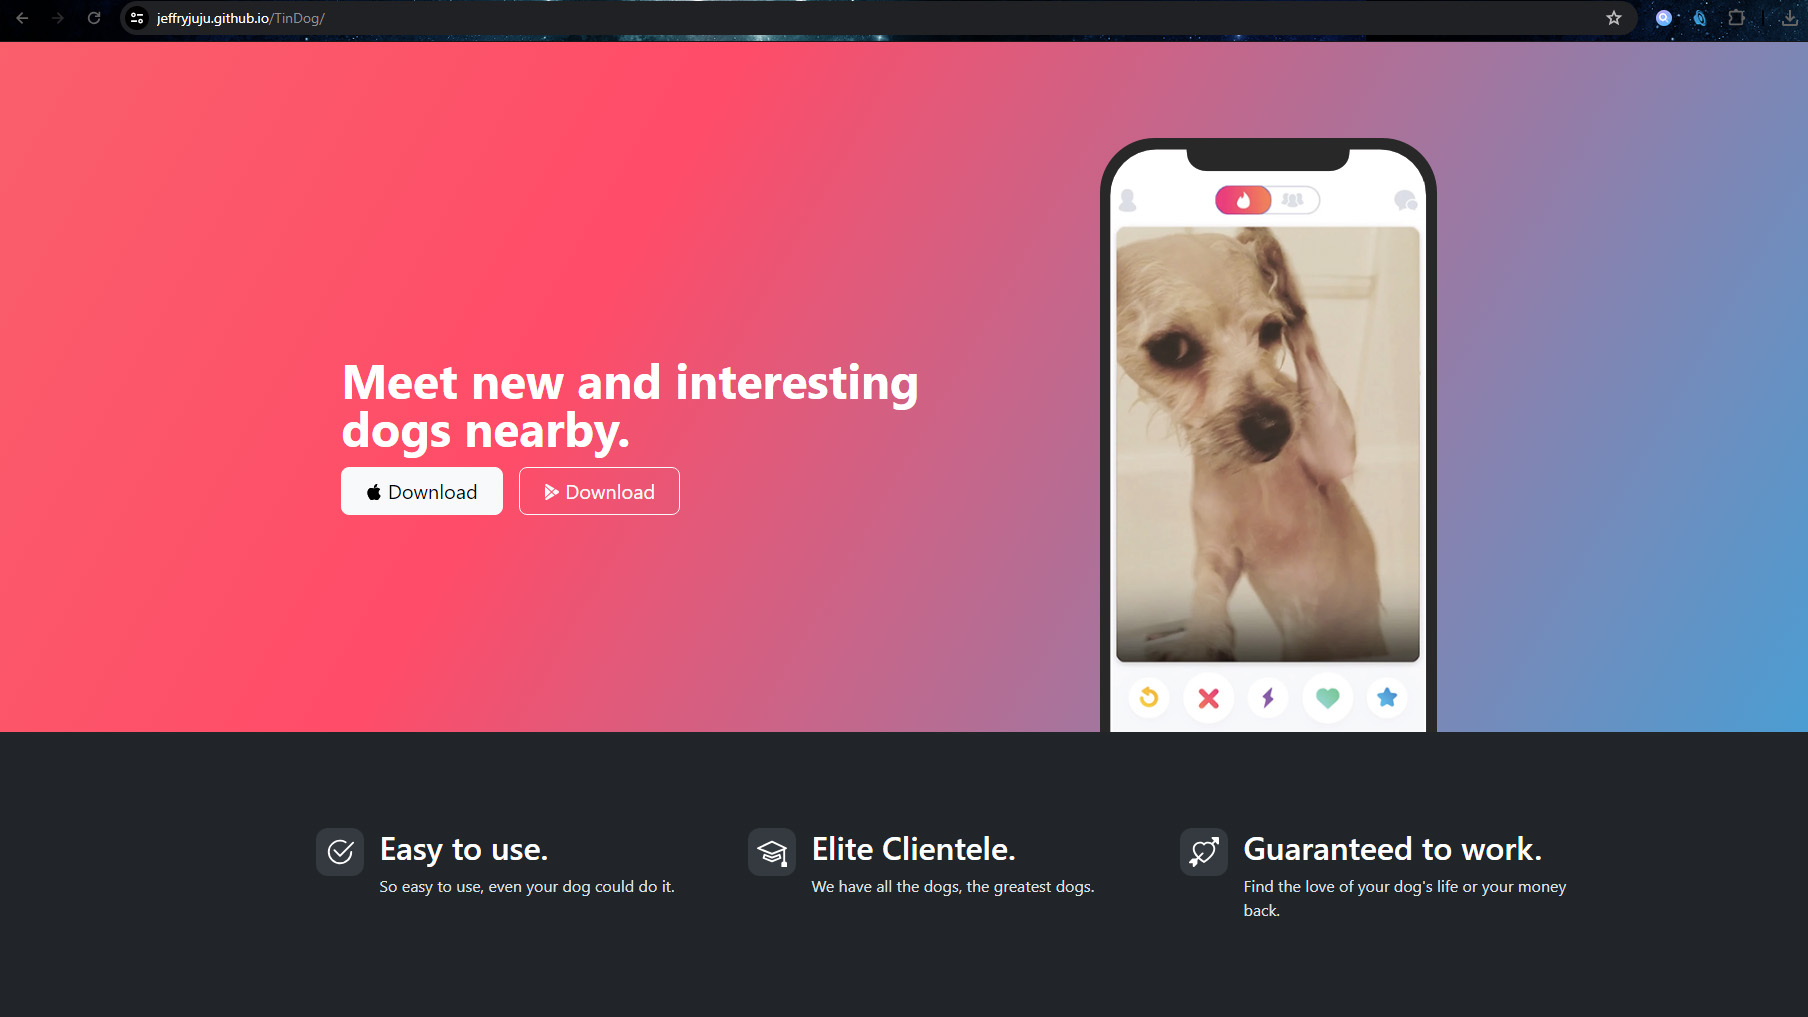 jeffryjuju.github.io/TinDog/
Meet new and interesting
dogs nearby.
Download
Download
Easy to use.
So easy to use, even your dog could do it.
Elite Clientele.
We have all the dogs, the greatest dogs.
Guaranteed to work.
Find the love of your dog's life or your money
back.